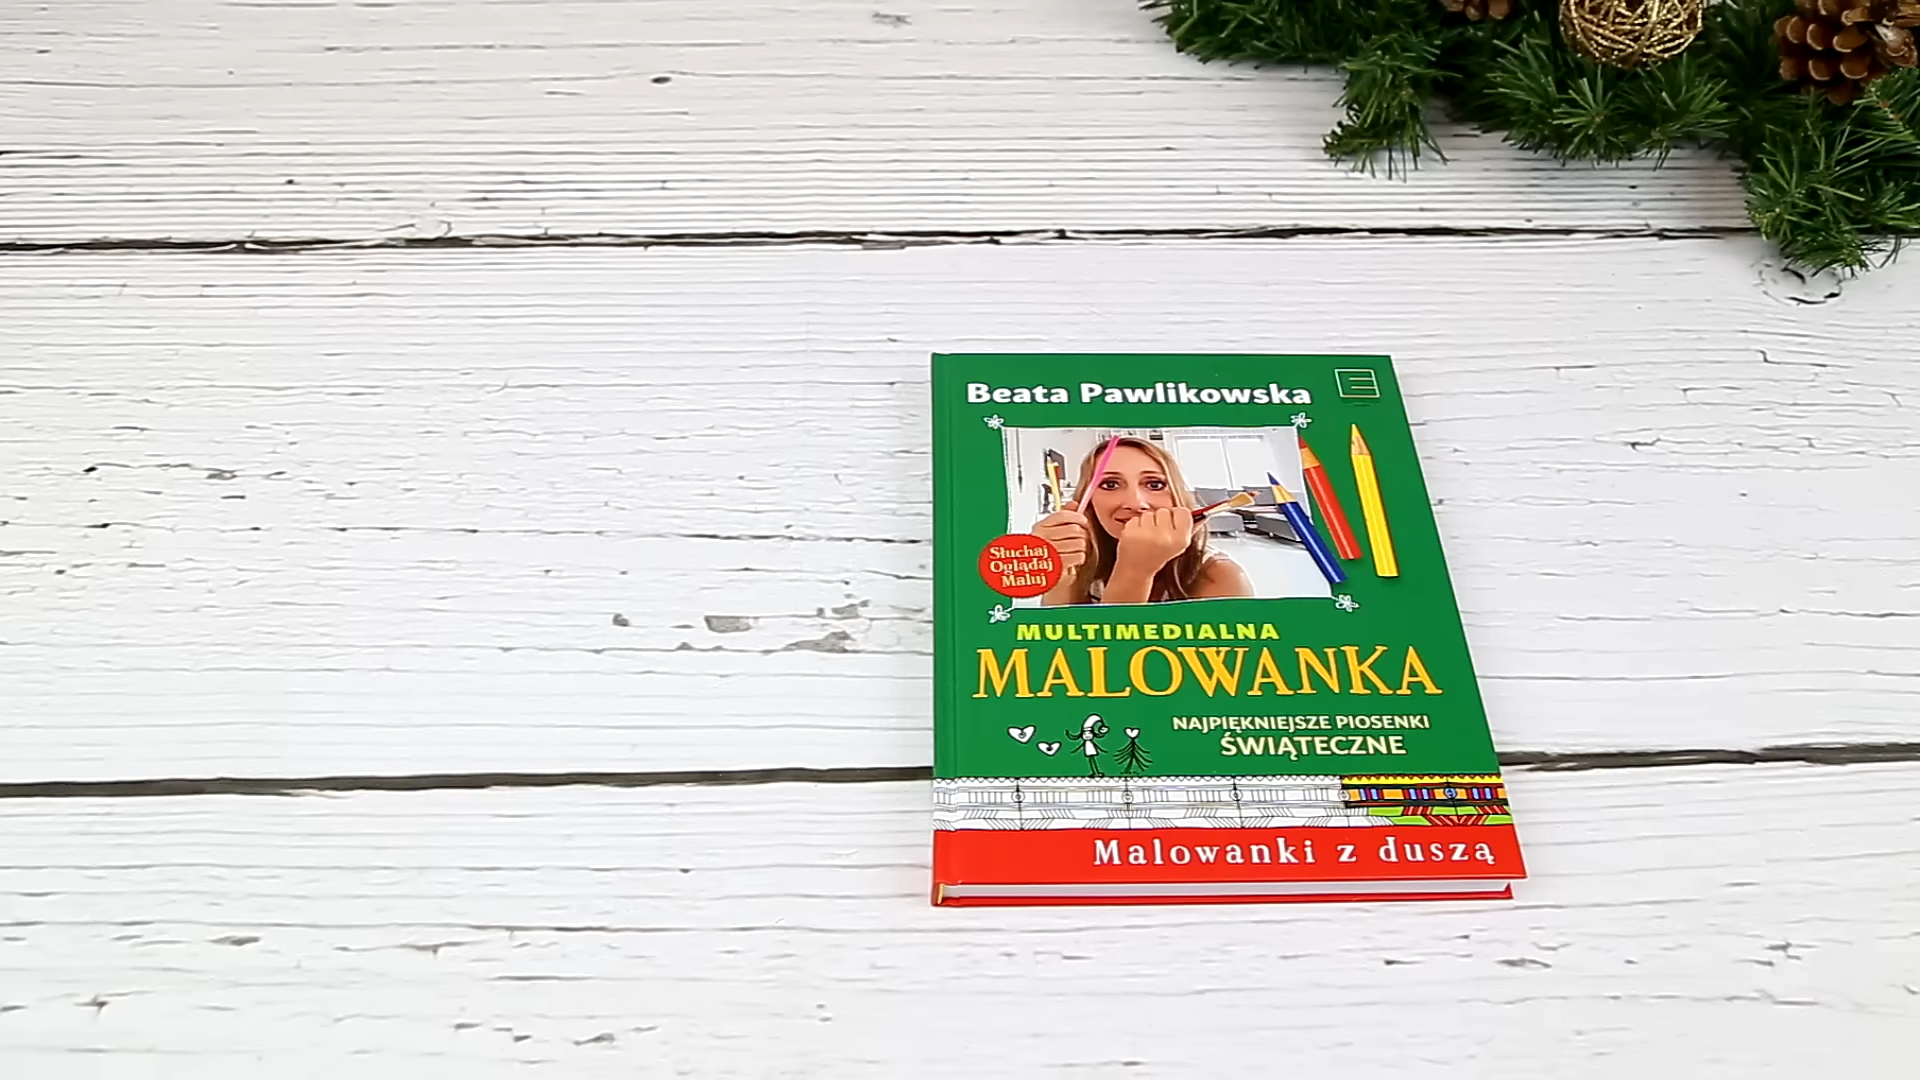 Beata Pawlikowska
Słuchaj
Oglądaj
Maluj
MULTIMEDIALNA
MALOWANKA
NAJPIĘKNIEJSZE PIOSENKI
ŚWIĄTECZNE
Malowanki z duszą